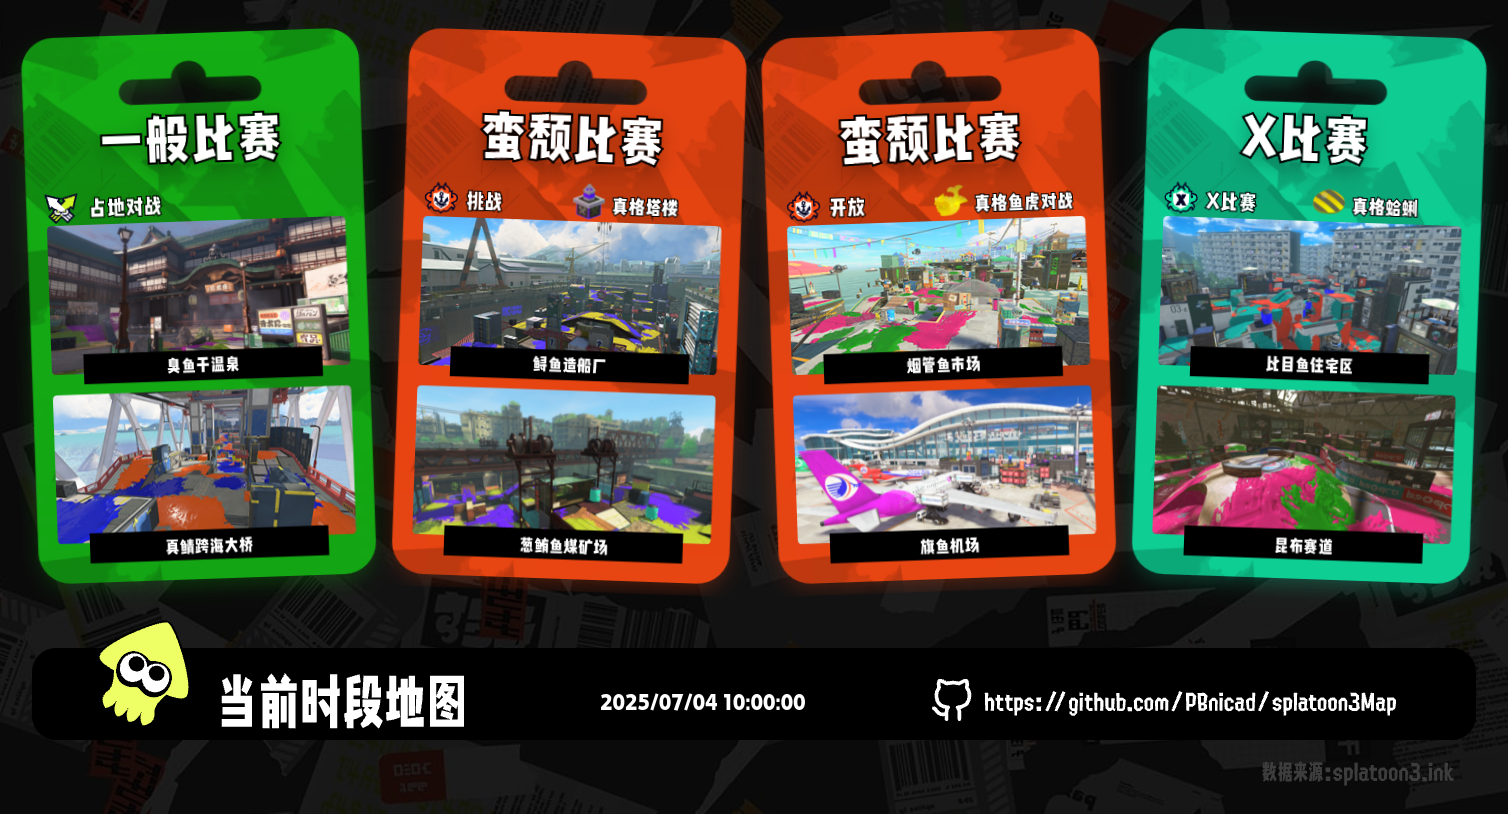 一般比赛
占地对战
臭鱼干温泉
真鲭跨海大桥
蛮颓比赛
挑战
真格塔楼
鲟鱼造船厂
葱鲔鱼煤矿场
蛮颓比赛
开放
真格鱼虎对战
烟管鱼市场
旗鱼机场
X比赛
X比赛
真格蛤蜊
比目鱼住宅区
昆布赛道
当前时段地图
2025/07/04 10:00:00
https://github.com/PBnicad/splatoon3Map
数据来源:splatoon3.ink